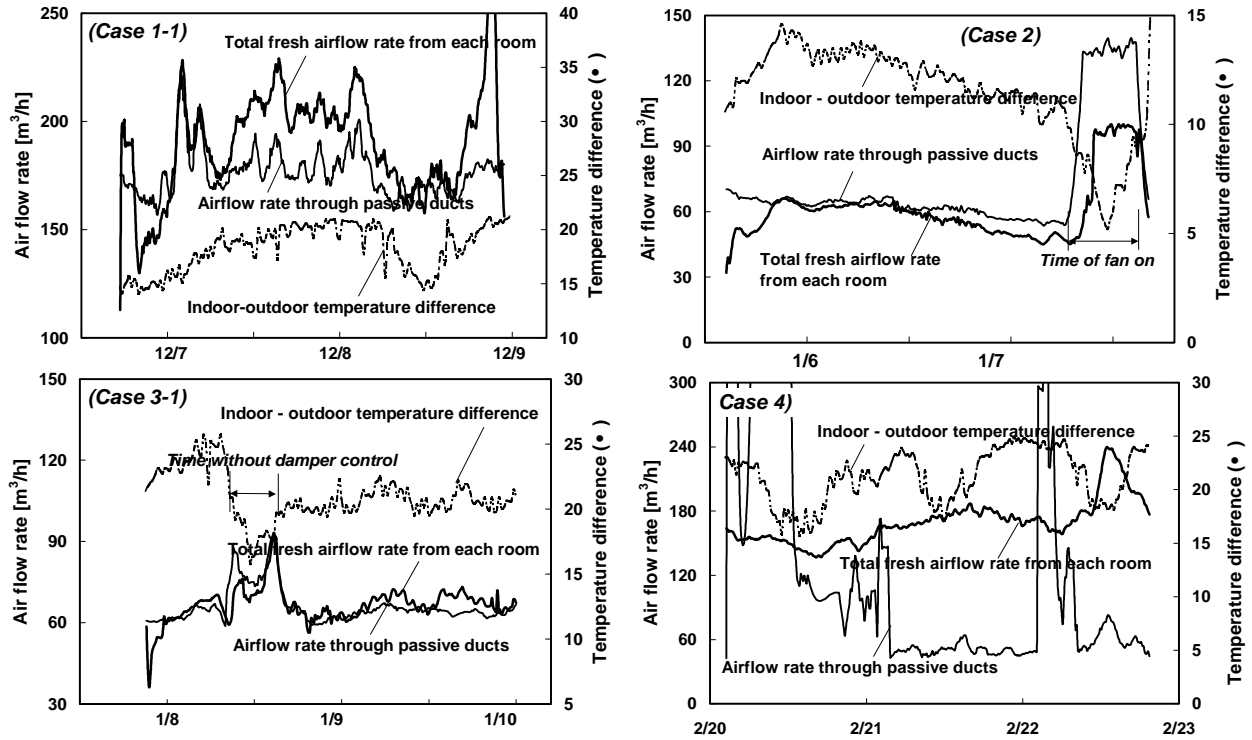 (Case 1-1)
Total fresh airflow rate from each room
Airflow rate through passive ducts
Indoor-outdoor temperature difference
Air flow rate [m³/h]
250
200
150
100
Temperature difference (•)
40
35
30
25
20
15
10
12/7
12/8
12/9
(Case 2)
Indoor - outdoor temperature difference
Airflow rate through passive ducts
Total fresh airflow rate
from each room
Time of fan on
Air flow rate [m³/h]
150
120
90
60
30
0
Temperature difference (•)
15
10
5
0
1/6
1/7
(Case 3-1)
Indoor - outdoor temperature difference
Time without damper control
Total fresh airflow rate from each room
Airflow rate through passive ducts
Air flow rate [m³/h]
150
120
90
60
30
Temperature difference (•)
30
25
20
15
10
5
1/8
1/9
1/10
Case 4)
Indoor - outdoor temperature difference
Total fresh airflow rate from each room
Airflow rate through passive ducts
Air flow rate [m³/h]
300
240
180
120
60
0
Temperature difference (•)
30
25
20
15
10
5
0
2/20
2/21
2/22
2/23